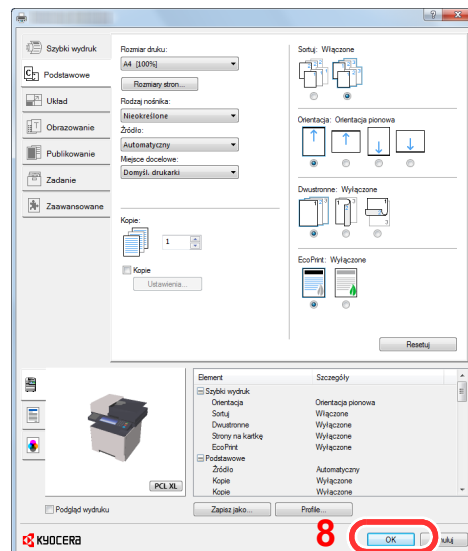 Szybki wydruk
Podstawowe
Układ
Obrazowanie
Publikowanie
Zadanie
Zaawansowane
Rozmiar druku:
A4 [100%]
Rozmiary stron...
Rodzaj nośnika:
Nieokreślone
Źródło:
Automatyczny
Miejsce docelowe:
Domyśl. drukarki
Kopie:
1
Kopie
Ustawienia...
Sortuj: Włączone
Orientacja: Orientacja pionowa
Dwustronne: Wyłączone
EcoPrint: Wyłączone
Resetuj
PCL XL
Podgląd wydruku
Element Szczegóły
Szybki wydruk
Orientacja Orientacja pionowa
Sortuj Włączone
Dwustronne Wyłączone
Strony na kartkę Wyłączone
EcoPrint Wyłączone
Podstawowe
Źródło Automatyczny
Kopie Wyłączone
Kopie Wyłączone
Zapisz jako... Profile...
KYOCERA
8
OK